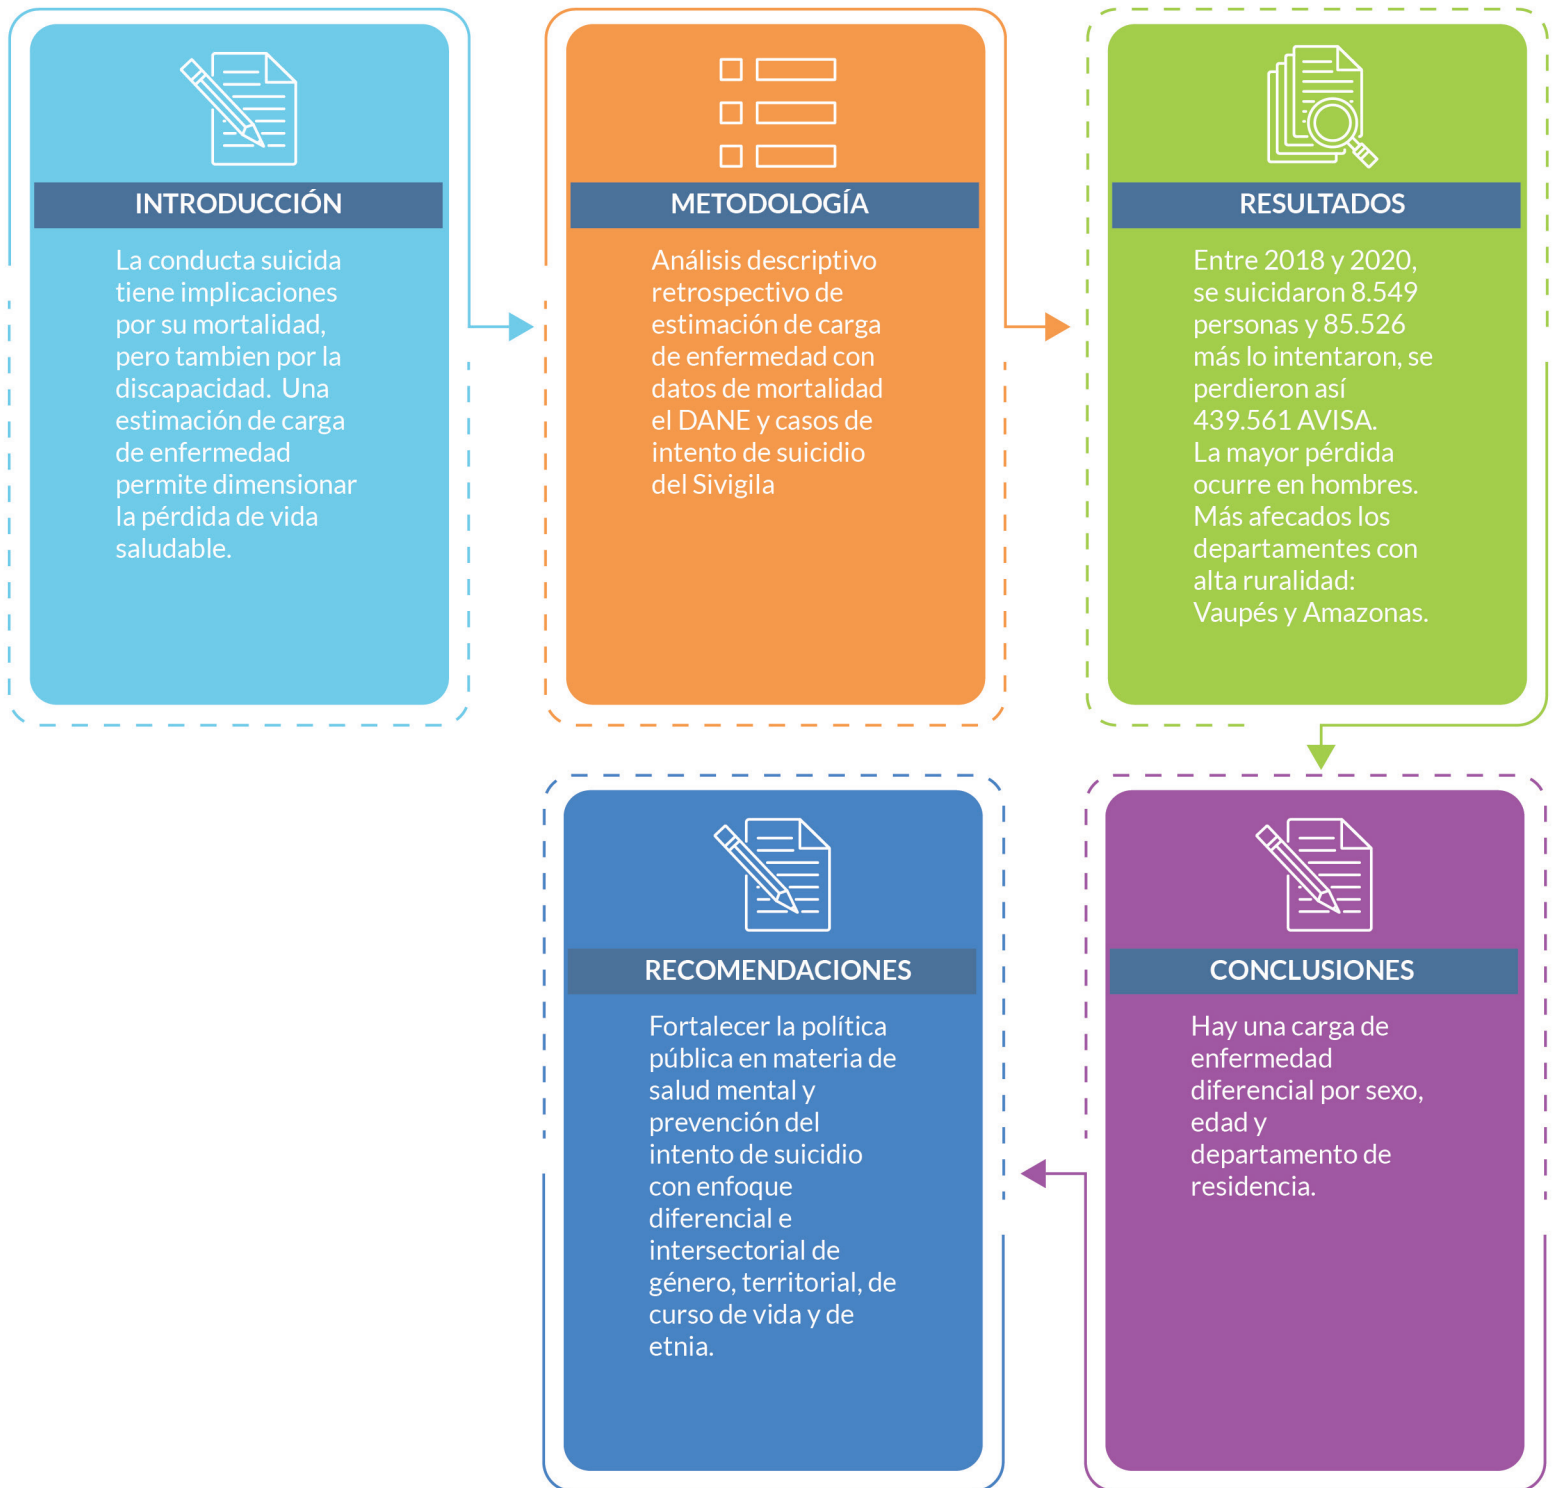 INTRODUCCIÓN
La conducta suicida
tiene implicaciones
por su mortalidad,
pero tambien por la
discapacidad.  Una
estimación de carga
de enfermedad
permite dimensionar
la pérdida de vida
saludable.
METODOLOGÍA
Análisis descriptivo
retrospectivo de
estimación de carga
de enfermedad con
datos de mortalidad
el DANE y casos de
intento de suicidio
del Sivigila
RESULTADOS
Entre 2018 y 2020,
se suicidaron 8.549
personas y 85.526
más lo intentaron, se
perdieron así
439.561 AVISA.
La mayor pérdida
ocurre en hombres.
Más afectados los
departamentes con
alta ruralidad:
Vaupés y Amazonas.
CONCLUSIONES
Hay una carga de
enfermedad
diferencial por sexo,
edad y
departamento de
residencia.
RECOMENDACIONES
Fortalecer la política
pública en materia de
salud mental y
prevención del
intento de suicidio
con enfoque
diferencial e
intersectorial de
género, territorial, de
curso de vida y de
etnia.